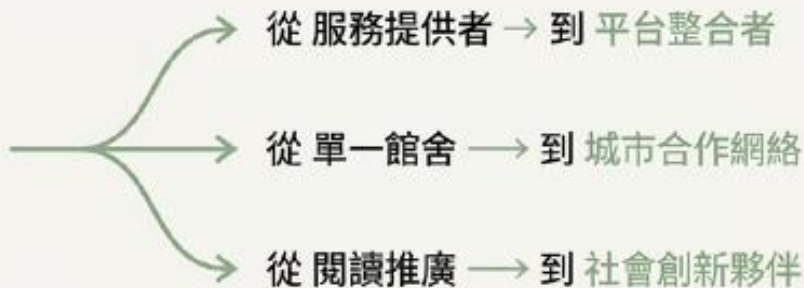 從 服務提供者 → 到 平台整合者
從 單一館舍 → 到 城市合作網絡
從 閱讀推廣 → 到 社會創新夥伴